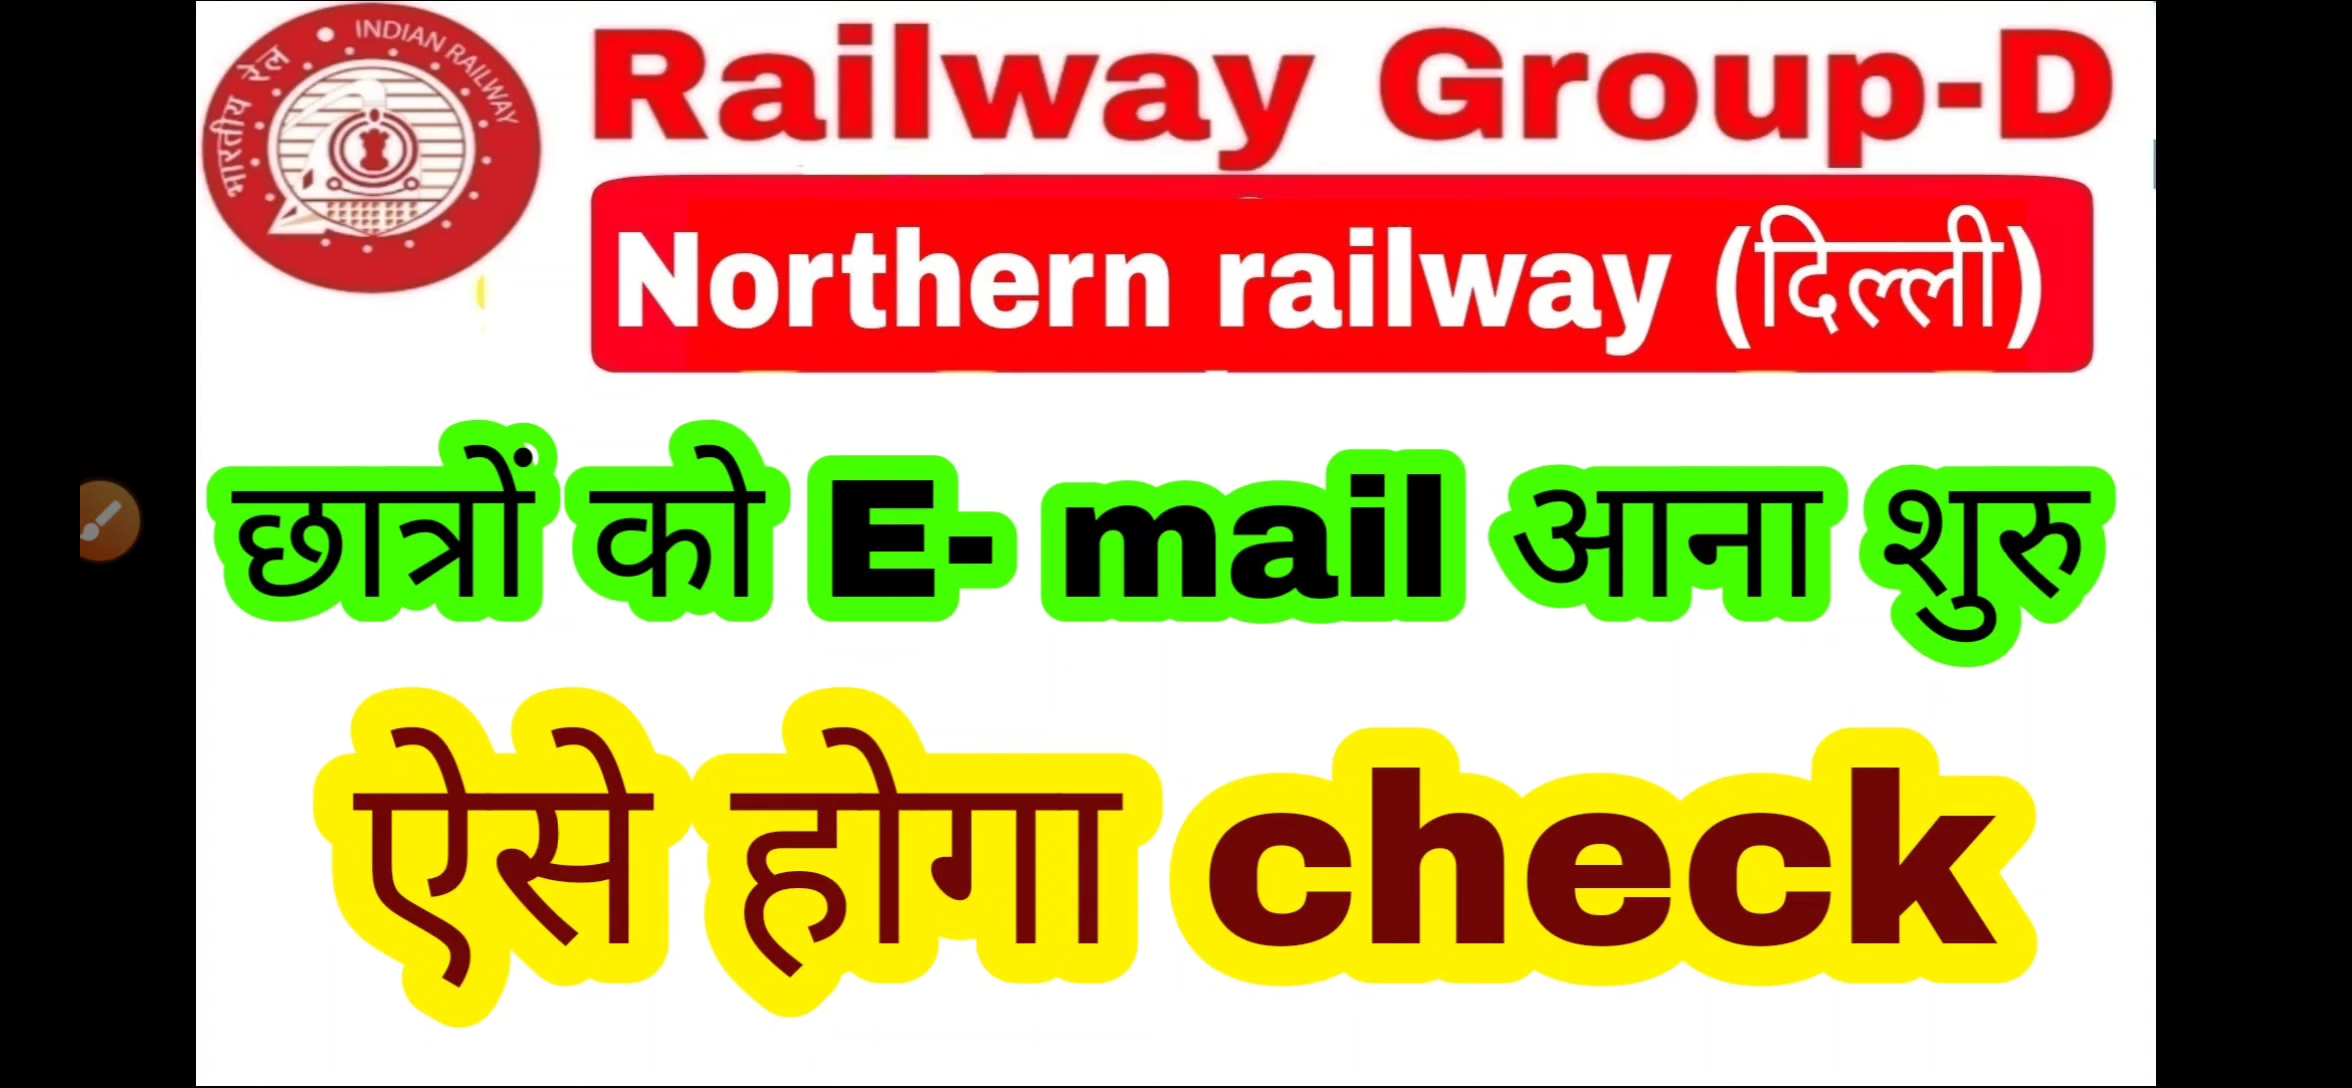 भारतीय रेल
INDIAN RAILWAY
Railway Group-D
Northern railway (दिल्ली)
छात्रों को E- mail आना शुरु
ऐसे होगा check